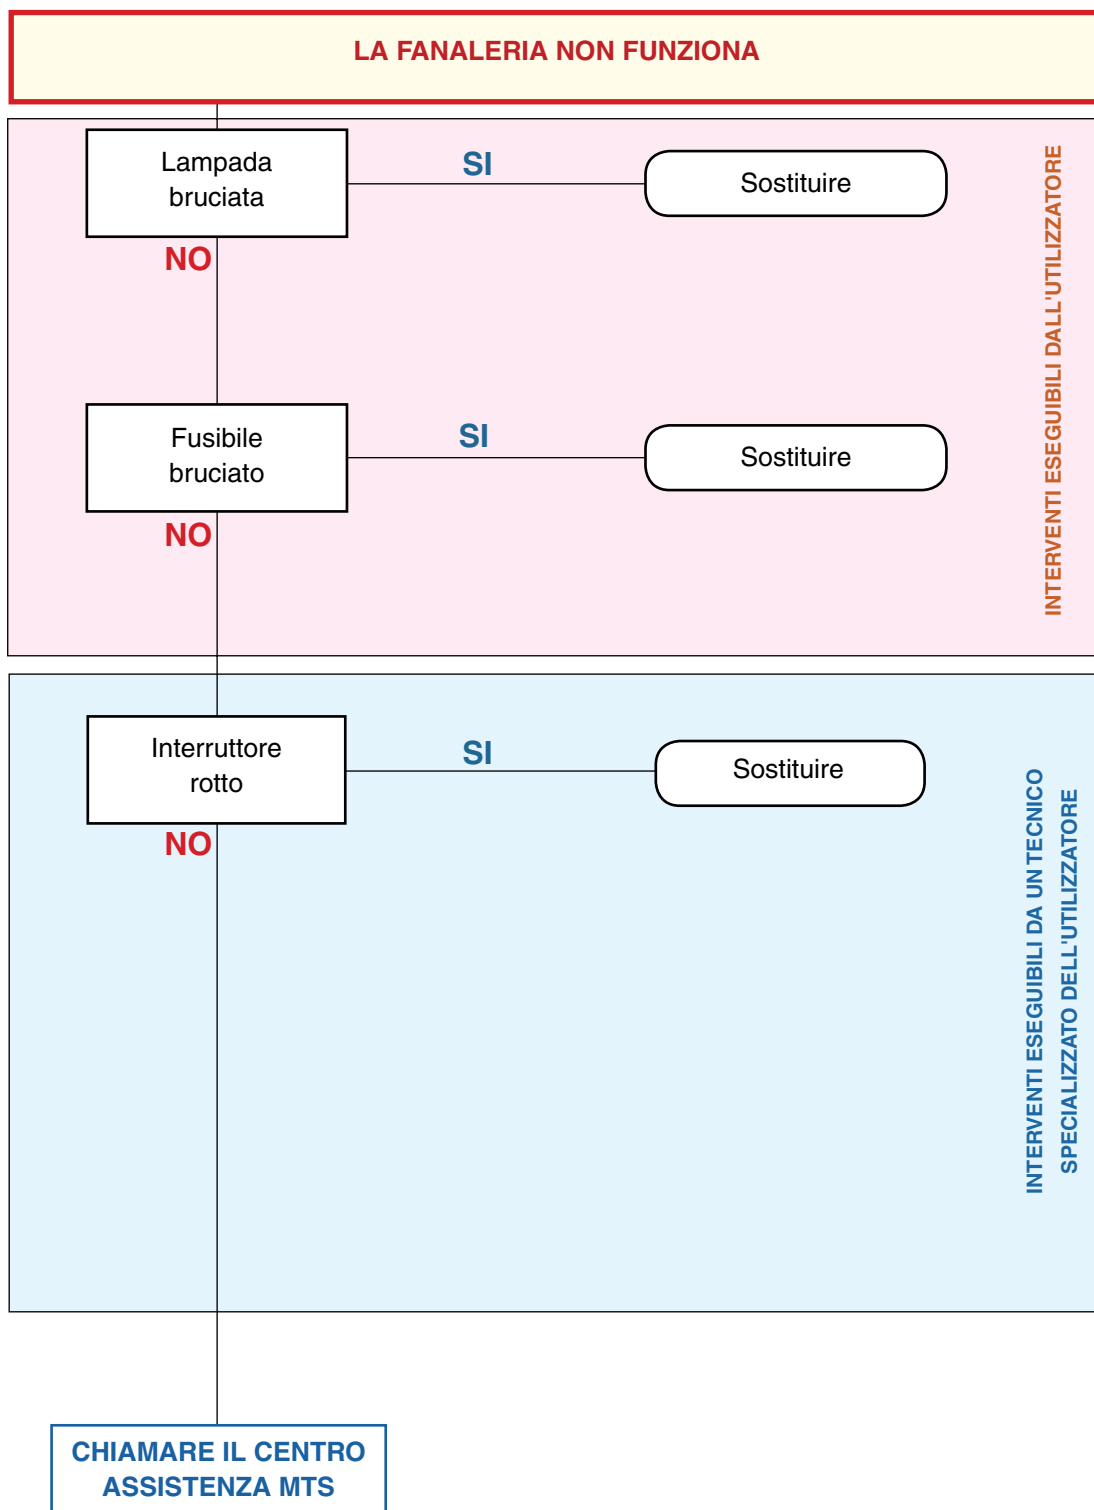 LA FANALERIA NON FUNZIONA
Lampada
bruciata
SI
Sostituire
NO
Fusibile
bruciato
SI
Sostituire
NO
INTERVENTI ESEGUIBILI DALL'UTILIZZATORE
Interruttore
rotto
SI
Sostituire
NO
INTERVENTI ESEGUIBILI DA UN TECNICO
SPECIALIZZATO DELL'UTILIZZATORE
CHIAMARE IL CENTRO
ASSISTENZA MTS